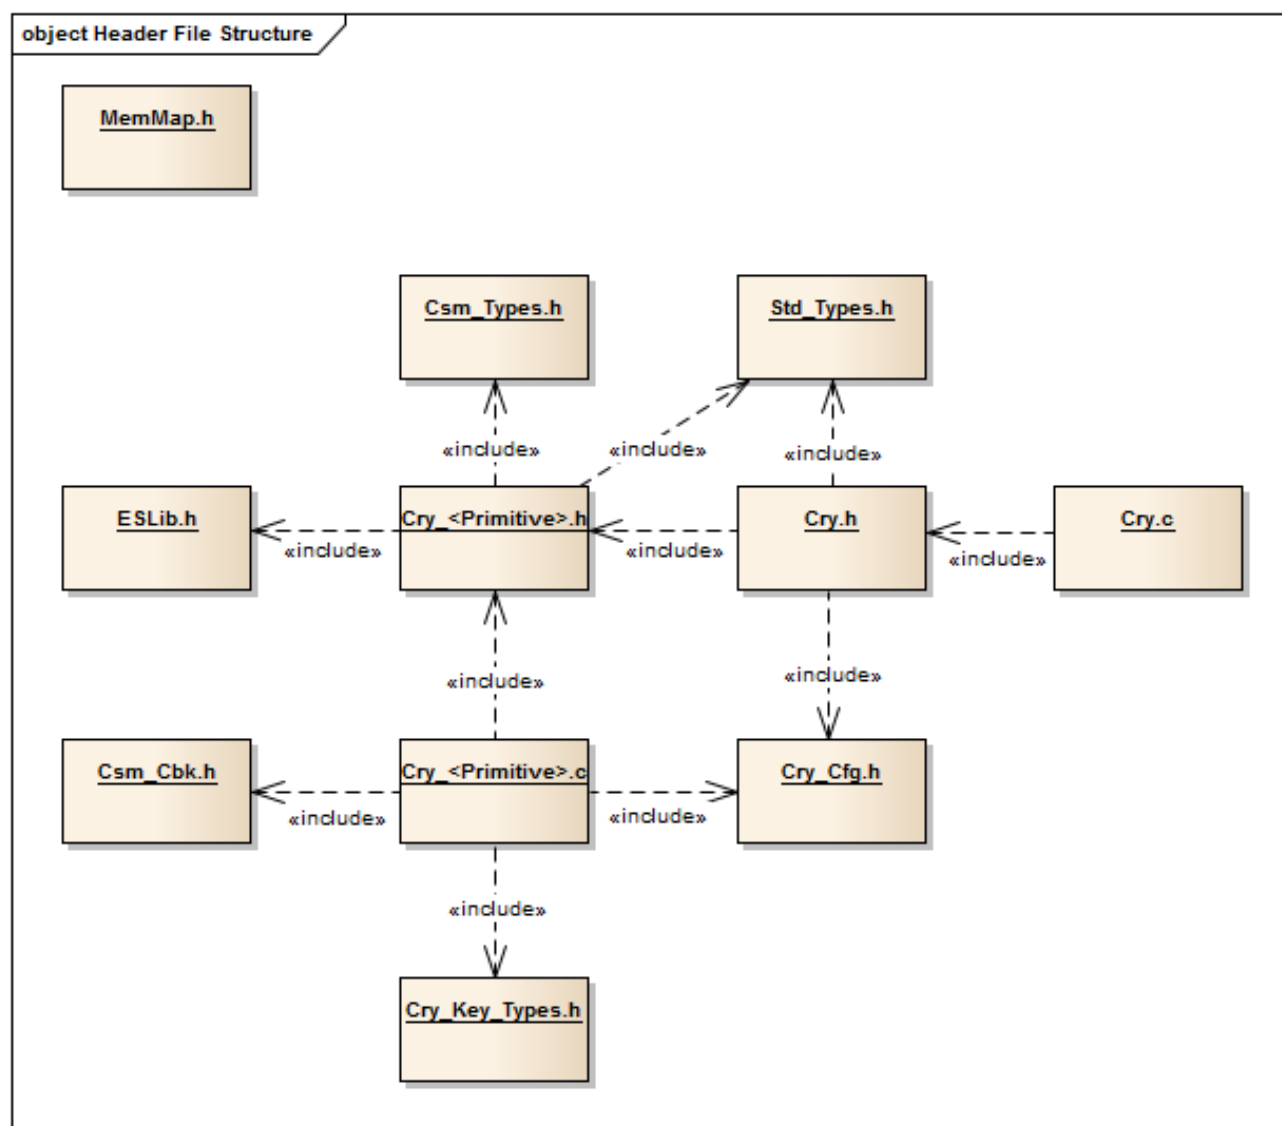 object Header File Structure
MemMap.h
Csm_Types.h
Std_Types.h
«include»
«include»
«include»
ESLib.h
Cry_<Primitive>.h
Cry.h
Cry.c
«include»
«include»
«include»
«include»
«include»
Csm_Cbk.h
Cry_<Primitive>.c
Cry_Cfg.h
«include»
«include»
«include»
Cry_Key_Types.h